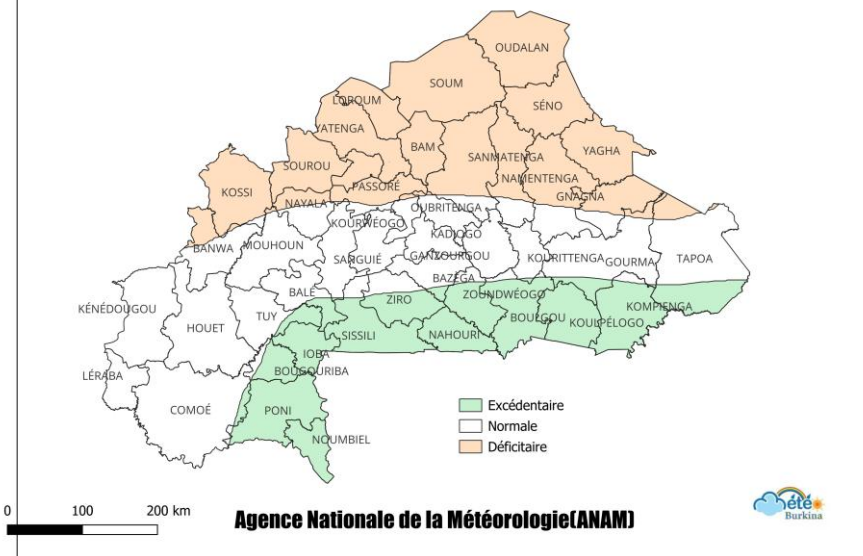 OUDALAN
SOUM
SÉNO
LOROUM
YATENGA
BAM
SANMATENGA
YAGHA
SOUROU
NAMENTENGA
KOSSI
PASSORÉ
GNAGNA
NAYALA
OUBRITENGA
KOURWÉOGO
KADIOGO
BANWA
MOUHOUN
SANGUIÉ
GANZOURGOU
KOURITTENGA
GOURMA
TAPOA
BAZÈGA
BALÉ
ZIRO
ZOUNDWÉOGO
KOMPIENGA
KÉNÉDOUGOU
HOUET
TUY
BOULGOU
KOULPÉLOGO
SISSILI
NAHOURI
IOBA
BOUGOURIBA
LÉRABA
COMOÉ
PONI
NOUMBIEL
Excédentaire
Normale
Déficitaire
0 100 200 km
Agence Nationale de la Météorologie(ANAM)
été
Burkina